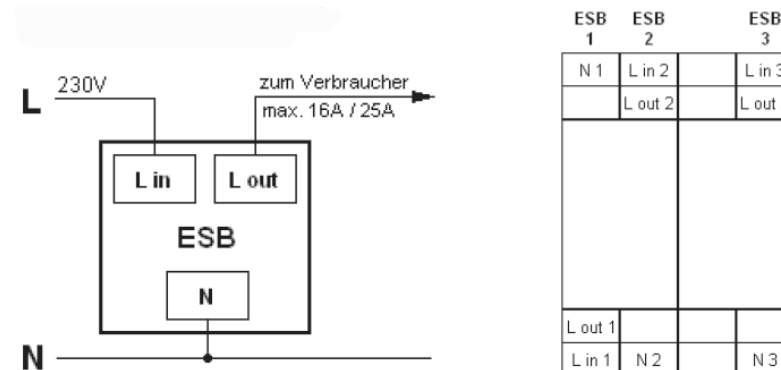 230V
L
zum Verbraucher
max. 16A / 25A
L in
L out
ESB
N
N
ESB ESB ESB
1 2 3
N 1 L in 2 L in 3
L out 2 L out
L out 1
L in 1 N 2 N 3